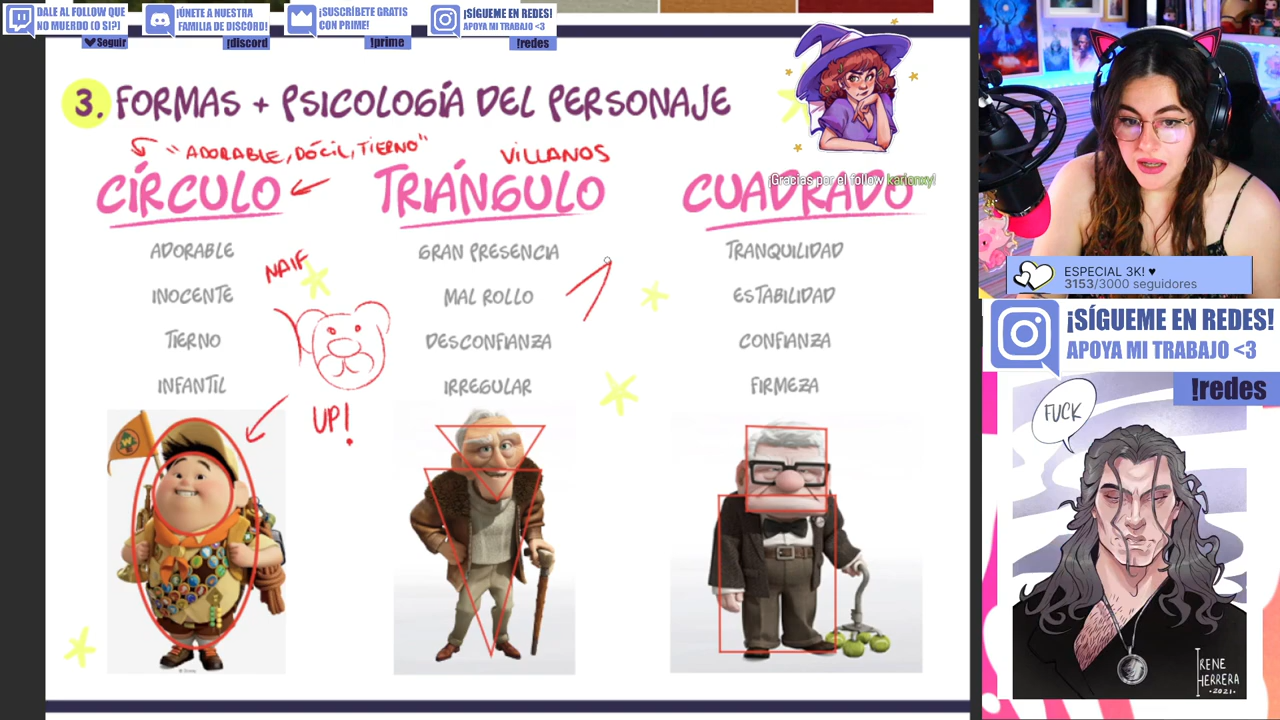 DALE AL FOLLOW QUE
NO MUERDO (O SI?)
Seguir
¡ÚNETE A NUESTRA
FAMILIA DE DISCORD!
!discord
¡SUSCRÍBETE GRATIS
CON PRIME!
!prime
¡SÍGUEME EN REDES!
APOYA MI TRABAJO <3
!redes
3. FORMAS + PSICOLOGÍA DEL PERSONAJE
"ADORABLE, DÓCIL, TIERNO"
VILLANOS
CÍRCULO
TRIÁNGULO
CUADRADO
¡Gracias por el follow karienxy!
ADORABLE
INOCENTE
TIERNO
INFANTIL
NAIF
UP!
GRAN PRESENCIA
MAL ROLLO
DESCONFIANZA
IRREGULAR
TRANQUILIDAD
ESTABILIDAD
CONFIANZA
FIRMEZA
W
ESPECIAL 3K! ♥
3153/3000 seguidores
¡SÍGUEME EN REDES!
APOYA MI TRABAJO <3
!redes
FUCK
IRENE
HERRERA
·2021·